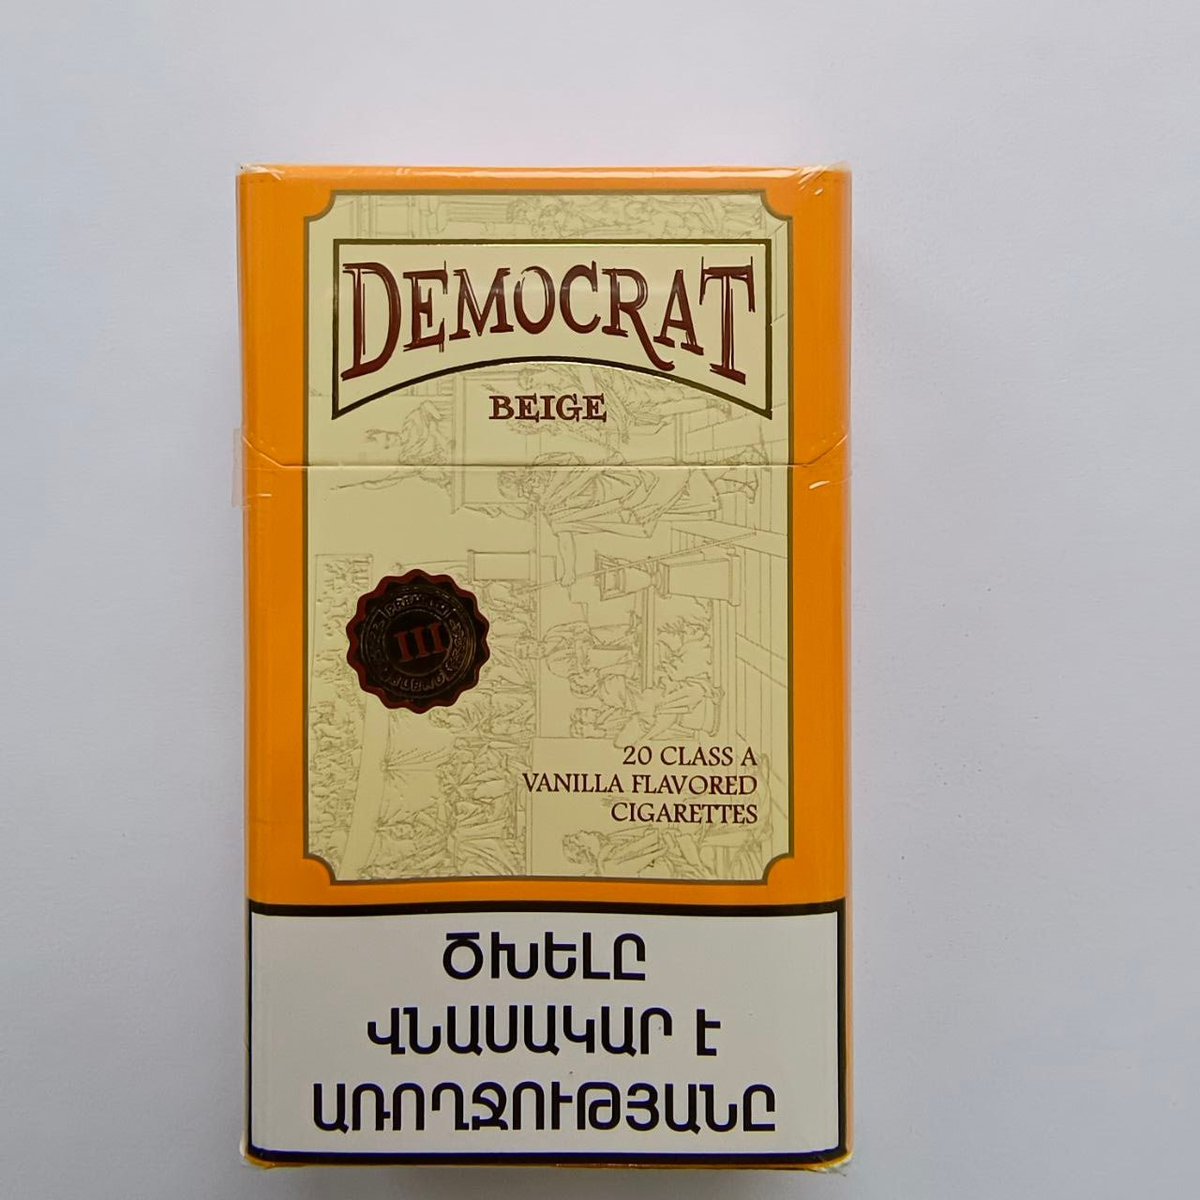 DEMOCRAT
BEIGE
III
20 CLASS A
VANILLA FLAVORED
CIGARETTES
ԾԽԵԼԸ
ՎՆԱՍԱԿԱՐ Է
ԱՌՈՂՋՈՒԹՅԱՆԸ